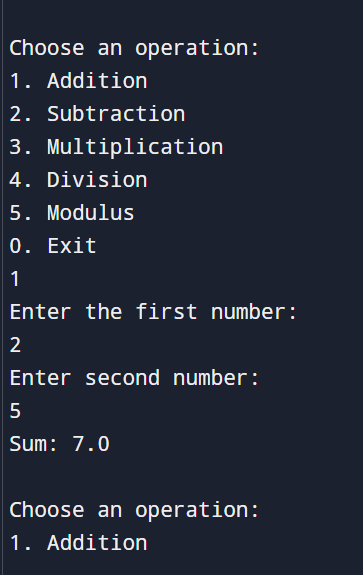 Choose an operation:
1. Addition
2. Subtraction
3. Multiplication
4. Division
5. Modulus
0. Exit
1
Enter the first number:
2
Enter second number:
5
Sum: 7.0
Choose an operation:
1. Addition